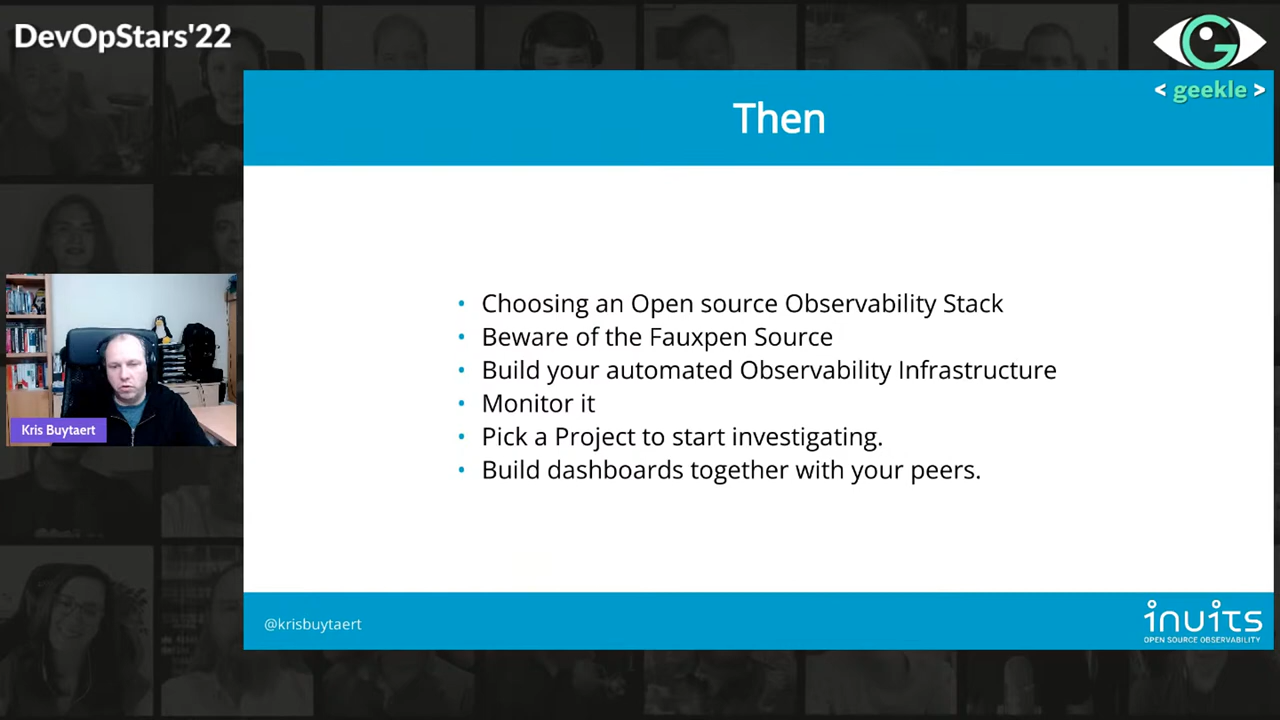 DevOpStars'22
G
< geekle >
Then
• Choosing an Open source Observability Stack
• Beware of the Fauxpen Source
• Build your automated Observability Infrastructure
• Monitor it
• Pick a Project to start investigating.
• Build dashboards together with your peers.
Kris Buytaert
@krisbuytaert
inuits
OPEN SOURCE OBSERVABILITY